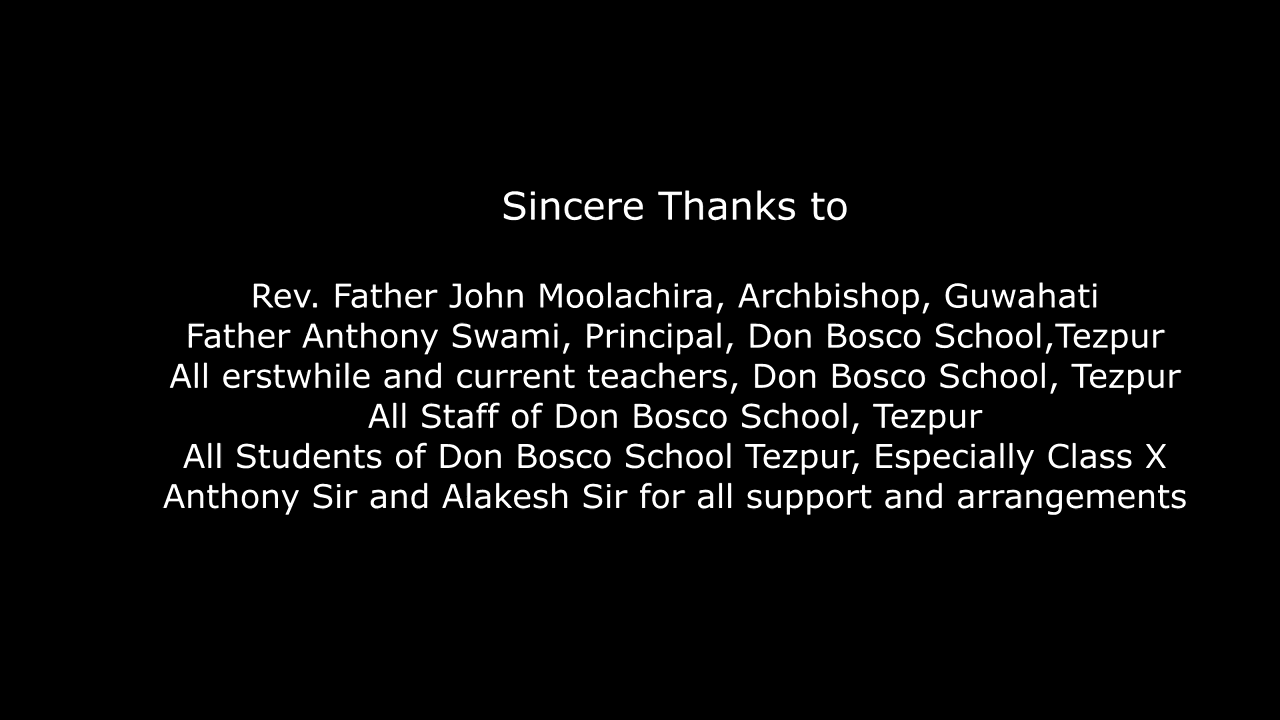 Sincere Thanks to
Rev. Father John Moolachira, Archbishop, Guwahati
Father Anthony Swami, Principal, Don Bosco School,Tezpur
All erstwhile and current teachers, Don Bosco School, Tezpur
All Staff of Don Bosco School, Tezpur
All Students of Don Bosco School Tezpur, Especially Class X
Anthony Sir and Alakesh Sir for all support and arrangements